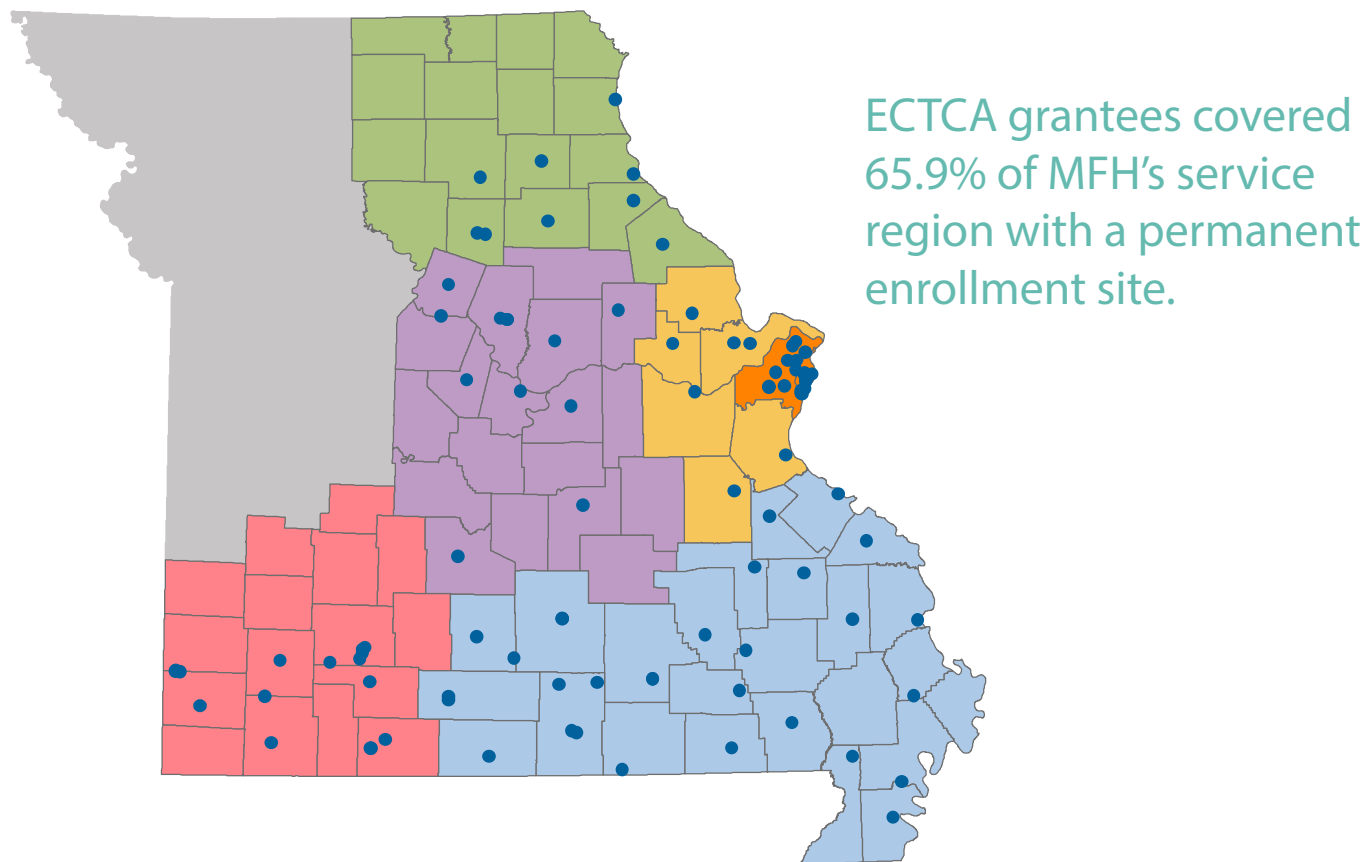 ECTCA grantees covered
65.9% of MFH’s service
region with a permanent
enrollment site.